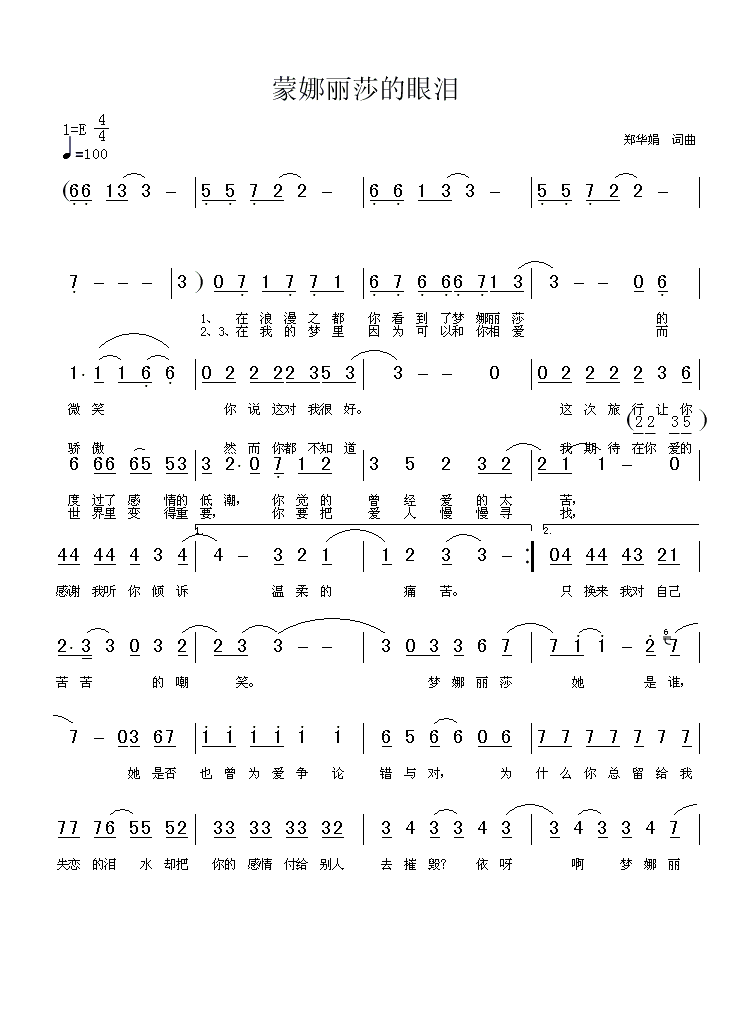 蒙娜丽莎的眼泪
1=E 4/4
郑华娟 词曲
♩=100
(66 13 3 - | 5 5 7 2 2 - | 6 6 1 3 3 - | 5 5 7 2 2 - |
7 - - - | 3 ) 0 7 1 7 7 1 | 6 7 6 66 71 3 | 3 - - 0 6 |
1、 在 浪 漫 之 都 你 看 到 了梦 娜丽 莎 的
2、3、在 我 的 梦 里 因 为 可 以和 你相 爱 而
1· 1 1 6 6 | 0 2 2 22 35 3 | 3 - - 0 | 0 2 2 2 2 3 6 |
微 笑 你 说 这对 我很 好。 这 次 旅 行 让 你
(22 35)
骄 傲 然 而 你都 不知 道 我 期 待 在你 爱的
6 66 65 53 | 3 2·0 7 1 2 | 3 5 2 32 | 2 1 1 - 0 |
度 过了 感 情的 低 潮, 你 觉 的 曾 经 爱 的 太 苦,
世 界里 变 得重 要, 你 要 把 爱 人 慢 慢 寻 找,
1. 2.
44 44 4 3 4 | 4 - 3 2 1 | 1 2 3 3 - :| 04 44 43 21 |
感谢 我听 你 倾 诉 温 柔 的 痛 苦。 只 换来 我对 自己
2· 3 3 0 3 2 | 2 3 3 - - | 3 0 3 3 6 7 | 7 1 1 - 2 6 7 |
苦 苦 的 嘲 笑。 梦 娜 丽 莎 她 是 谁,
7 - 03 67 | 1 1 1 1 1 1 | 6 5 6 6 0 6 | 7 7 7 7 7 7 7 |
她 是否 也 曾 为 爱 争 论 错 与 对, 为 什 么 你 总 留 给 我
77 76 55 52 | 33 33 33 32 | 3 4 3 3 4 3 | 3 4 3 3 4 7 |
失恋 的泪 水 却把 你的 感情 付给 别人 去 摧 毁? 依 呀 啊 梦 娜 丽